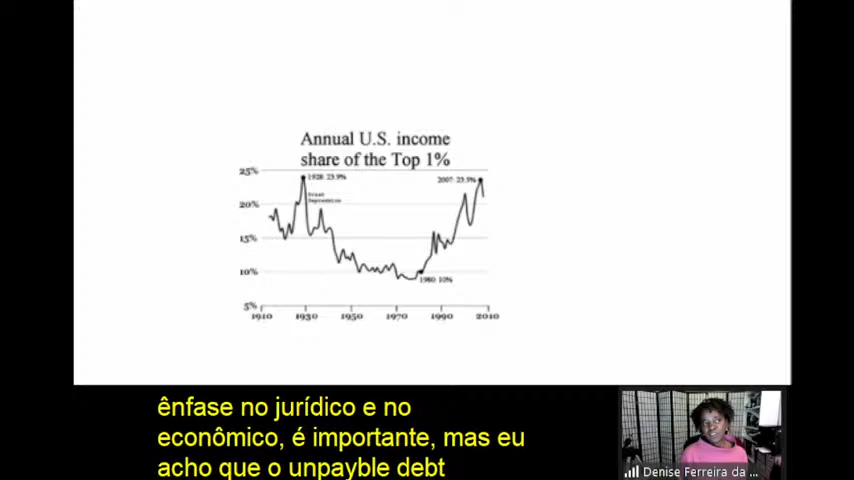 Annual U.S. income
share of the Top 1%
25%
1928: 23.9%
2007: 23.5%
Great
Depression
20%
15%
10%
1980: 10%
5%
1910
1930
1950
1970
1990
2010
ênfase no jurídico e no
econômico, é importante, mas eu
acho que o unpayble debt
Denise Ferreira da ...